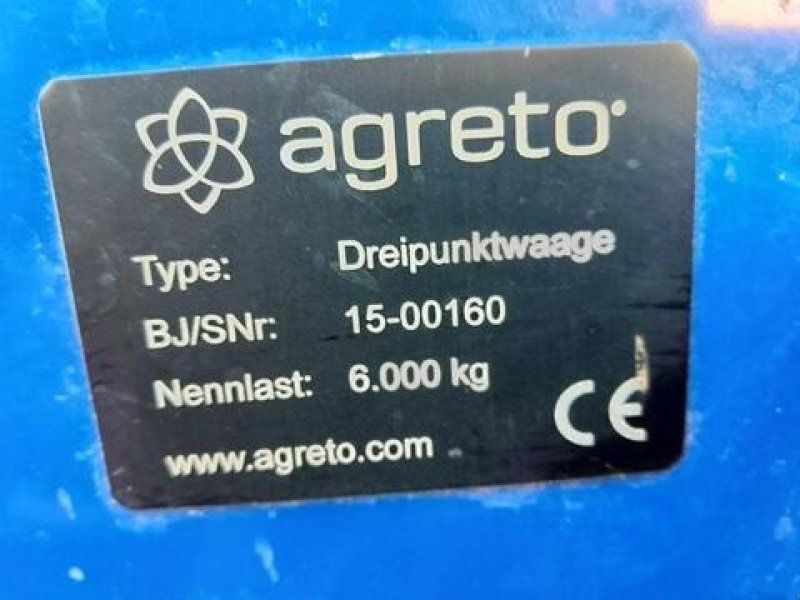 agreto
Type: Dreipunktwaage
BJ/SNr: 15-00160
Nennlast: 6.000 kg
www.agreto.com
CE